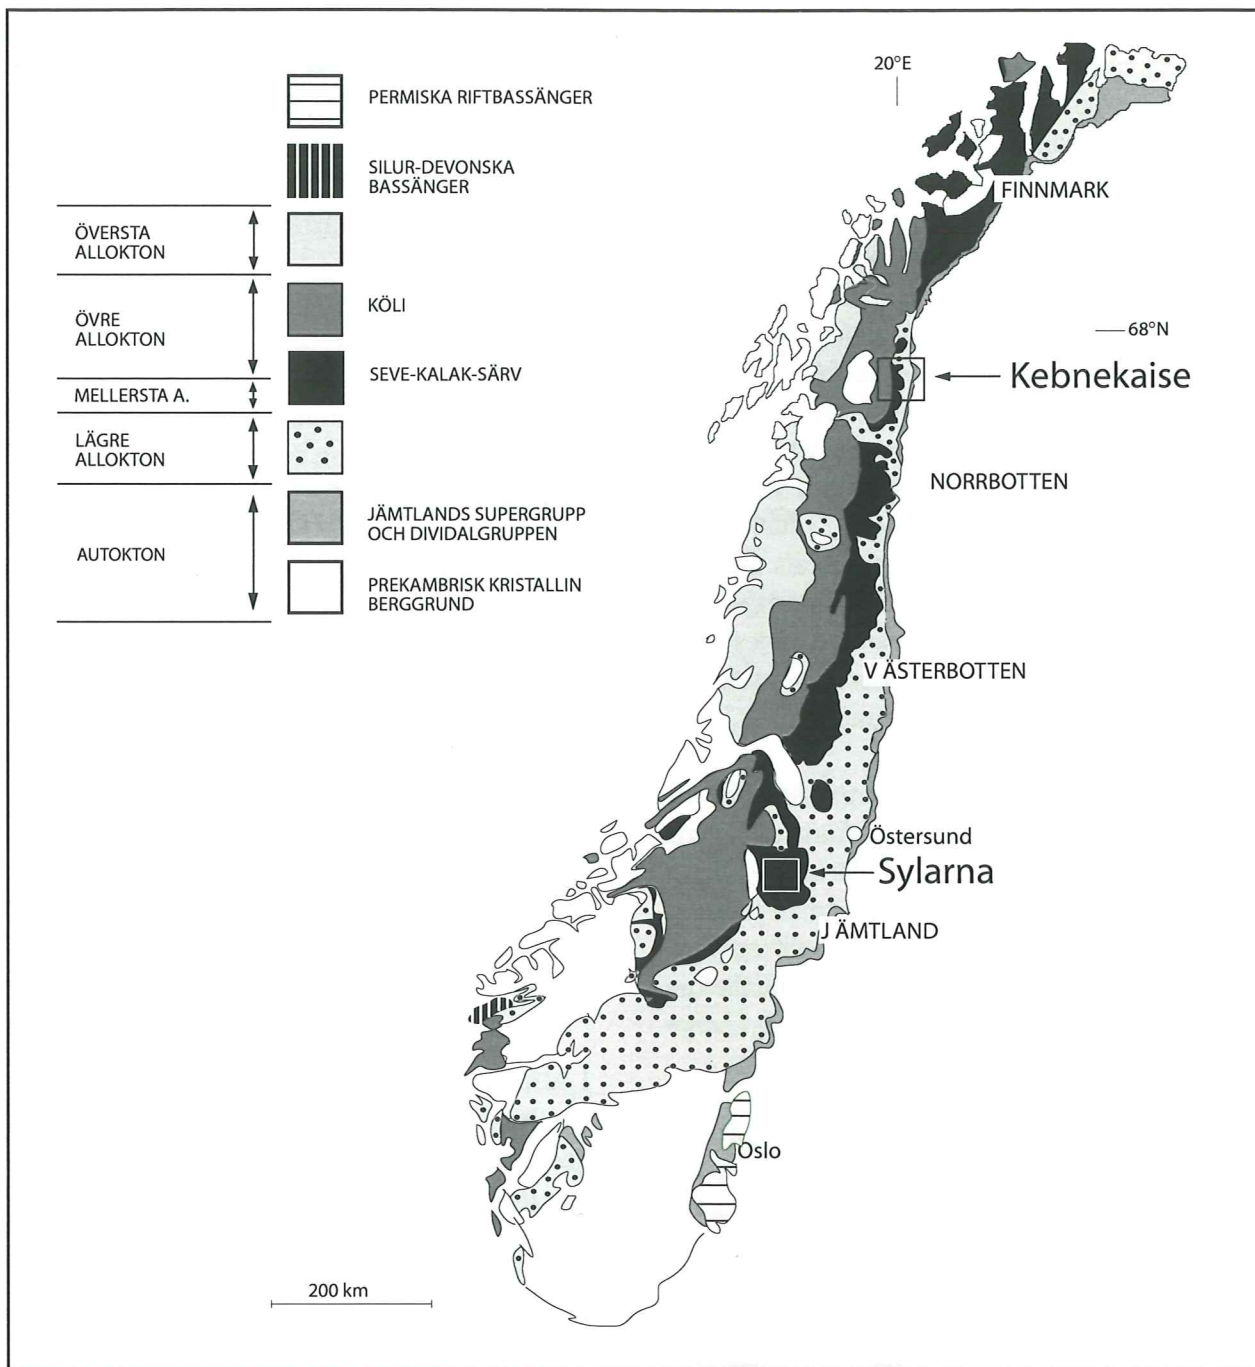 PERMISKA RIFTBASSÄNGER
SILUR-DEVONSKA
BASSÄNGER
ÖVERSTA
ALLOKTON
ÖVRE
ALLOKTON
KÖLI
SEVE-KALAK-SÄRV
MELLERSTA A.
LÄGRE
ALLOKTON
JÄMTLANDS SUPERGRUPP
OCH DIVIDALGRUPPEN
AUTOKTON
PREKAMBRISK KRISTALLIN
BERGGRUND
20°E
FINNMARK
68°N
Kebnekaise
NORRBOTTEN
V ÄSTERBOTTEN
Östersund
Sylarna
J ÄMTLAND
Oslo
200 km